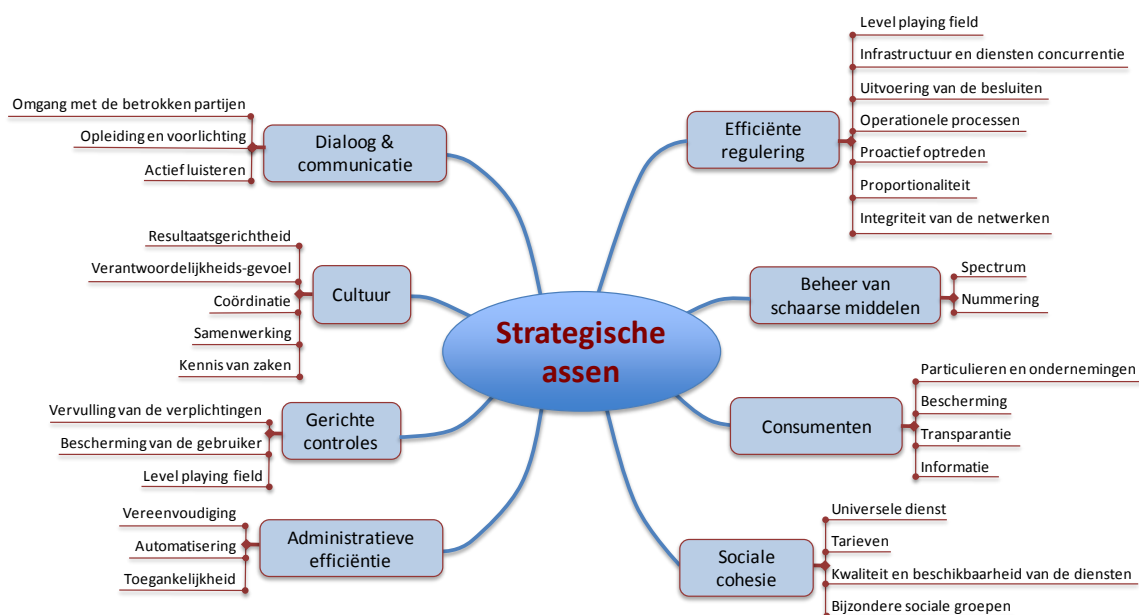 Strategische
assen
Dialoog &
communicatie
Omgang met de betrokken partijen
Opleiding en voorlichting
Actief luisteren
Cultuur
Resultaatsgerichtheid
Verantwoordelijkheids-gevoel
Coördinatie
Samenwerking
Kennis van zaken
Gerichte
controles
Vervulling van de verplichtingen
Bescherming van de gebruiker
Level playing field
Administratieve
efficiëntie
Vereenvoudiging
Automatisering
Toegankelijkheid
Efficiënte
regulering
Level playing field
Infrastructuur en diensten concurrentie
Uitvoering van de besluiten
Operationele processen
Proactief optreden
Proportionaliteit
Integriteit van de netwerken
Beheer van
schaarse middelen
Spectrum
Nummering
Consumenten
Particulieren en ondernemingen
Bescherming
Transparantie
Informatie
Sociale
cohesie
Universele dienst
Tarieven
Kwaliteit en beschikbaarheid van de diensten
Bijzondere sociale groepen